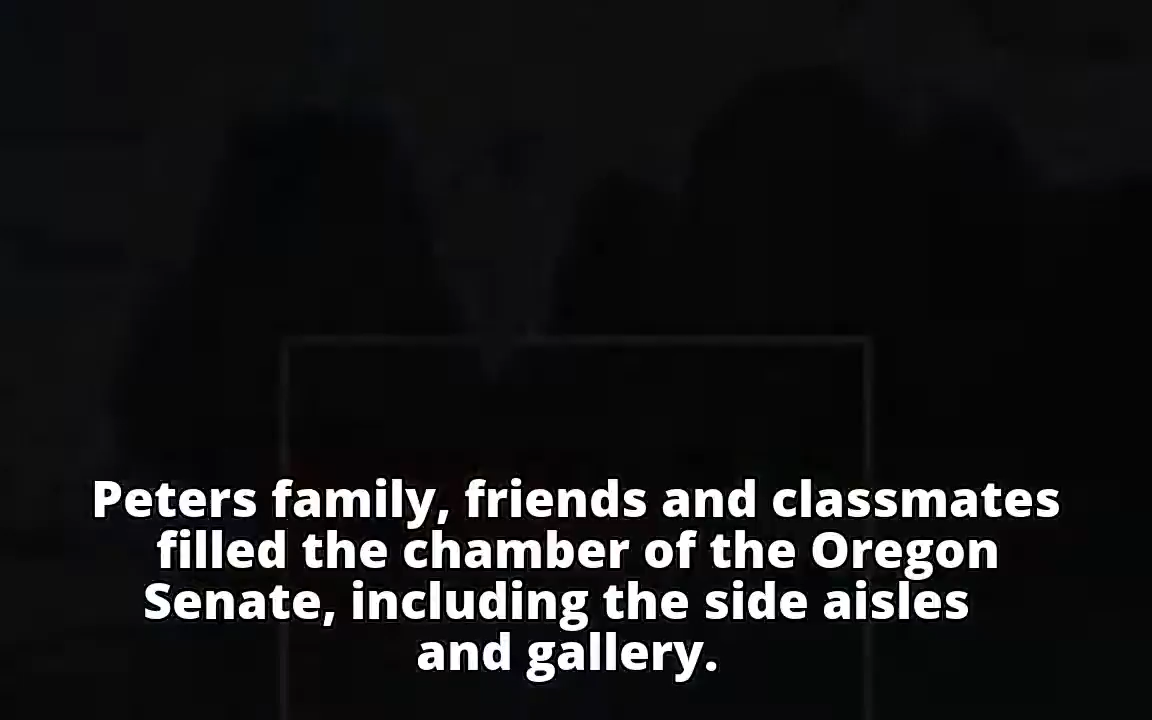 Peters family, friends and classmates
filled the chamber of the Oregon
Senate, including the side aisles
and gallery.